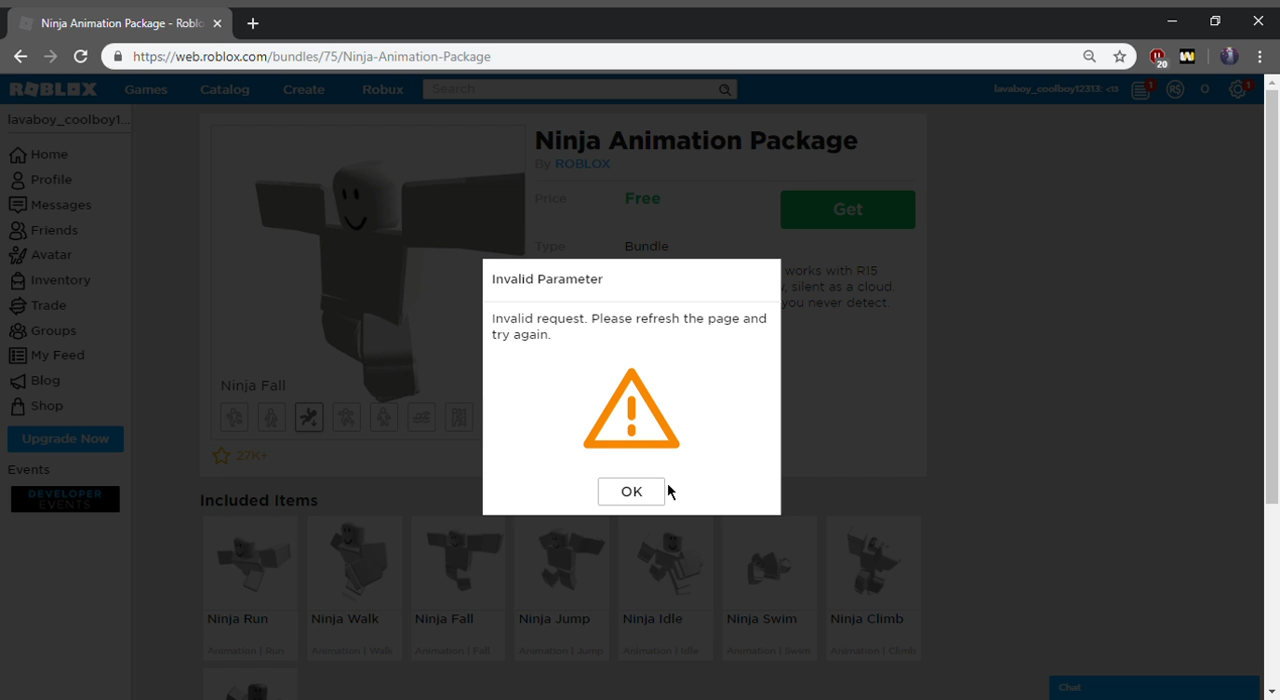 Ninja Animation Package - Roblo
https://web.roblox.com/bundles/75/Ninja-Animation-Package
20
ROBLOX
Games
Catalog
Create
Robux
Search
lavaboy_coolboy12313: <13
1
R$
0
1
lavaboy_coolboy1...
Home
Profile
Messages
Friends
Avatar
Inventory
Trade
Groups
My Feed
Blog
Shop
Upgrade Now
Events
DEVELOPER
EVENTS
Ninja Fall
27K+
Ninja Animation Package
By ROBLOX
Price
Free
Get
Type
Bundle
works with R15
, silent as a cloud.
you never detect.
Invalid Parameter
Invalid request. Please refresh the page and
try again.
OK
Included Items
Ninja Run
Animation | Run
Ninja Walk
Animation | Walk
Ninja Fall
Animation | Fall
Ninja Jump
Animation | Jump
Ninja Idle
Animation | Idle
Ninja Swim
Animation | Swim
Ninja Climb
Animation | Climb
Chat